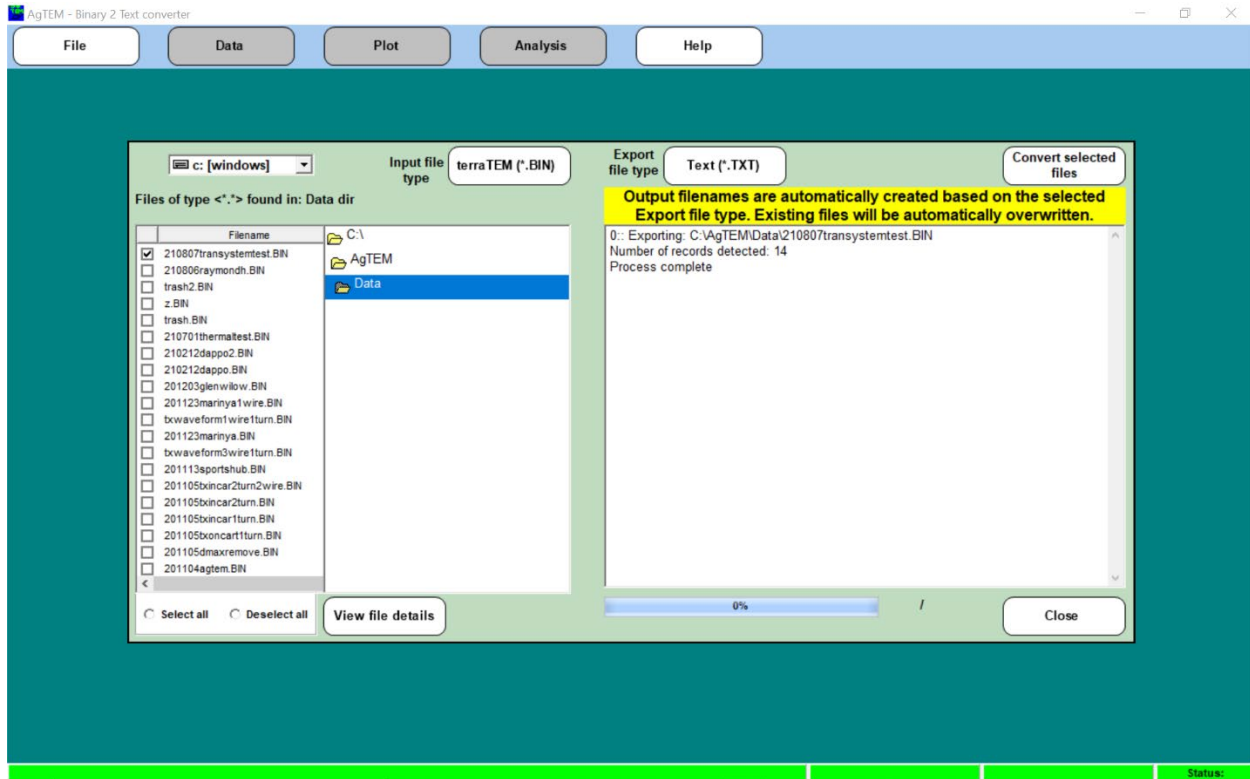 AgTEM - Binary 2 Text converter
File
Data
Plot
Analysis
Help
c: [windows]
Input file
type
terraTEM (*.BIN)
Export
file type
Text (*.TXT)
Convert selected
files
Files of type <*.*> found in: Data dir
Output filenames are automatically created based on the selected
Export file type. Existing files will be automatically overwritten.
Filename
210807transystemtest.BIN
210806raymondh.BIN
trash2.BIN
z.BIN
trash.BIN
210701thermaltest.BIN
210212dappo2.BIN
210212dappo.BIN
201203glenwilow.BIN
201123marinya1wire.BIN
txwaveform1wire1turn.BIN
201123marinya.BIN
txwaveform3wire1turn.BIN
201113sportshub.BIN
201105txincar2turn2wire.BIN
201105txincar2turn.BIN
201105txincar1turn.BIN
201105txoncart1turn.BIN
201105dmaxremove.BIN
201104agtem.BIN
C:\
AgTEM
Data
0:: Exporting: C:\AgTEM\Data\210807transystemtest.BIN
Number of records detected: 14
Process complete
Select all
Deselect all
View file details
0%
/
Close
Status: